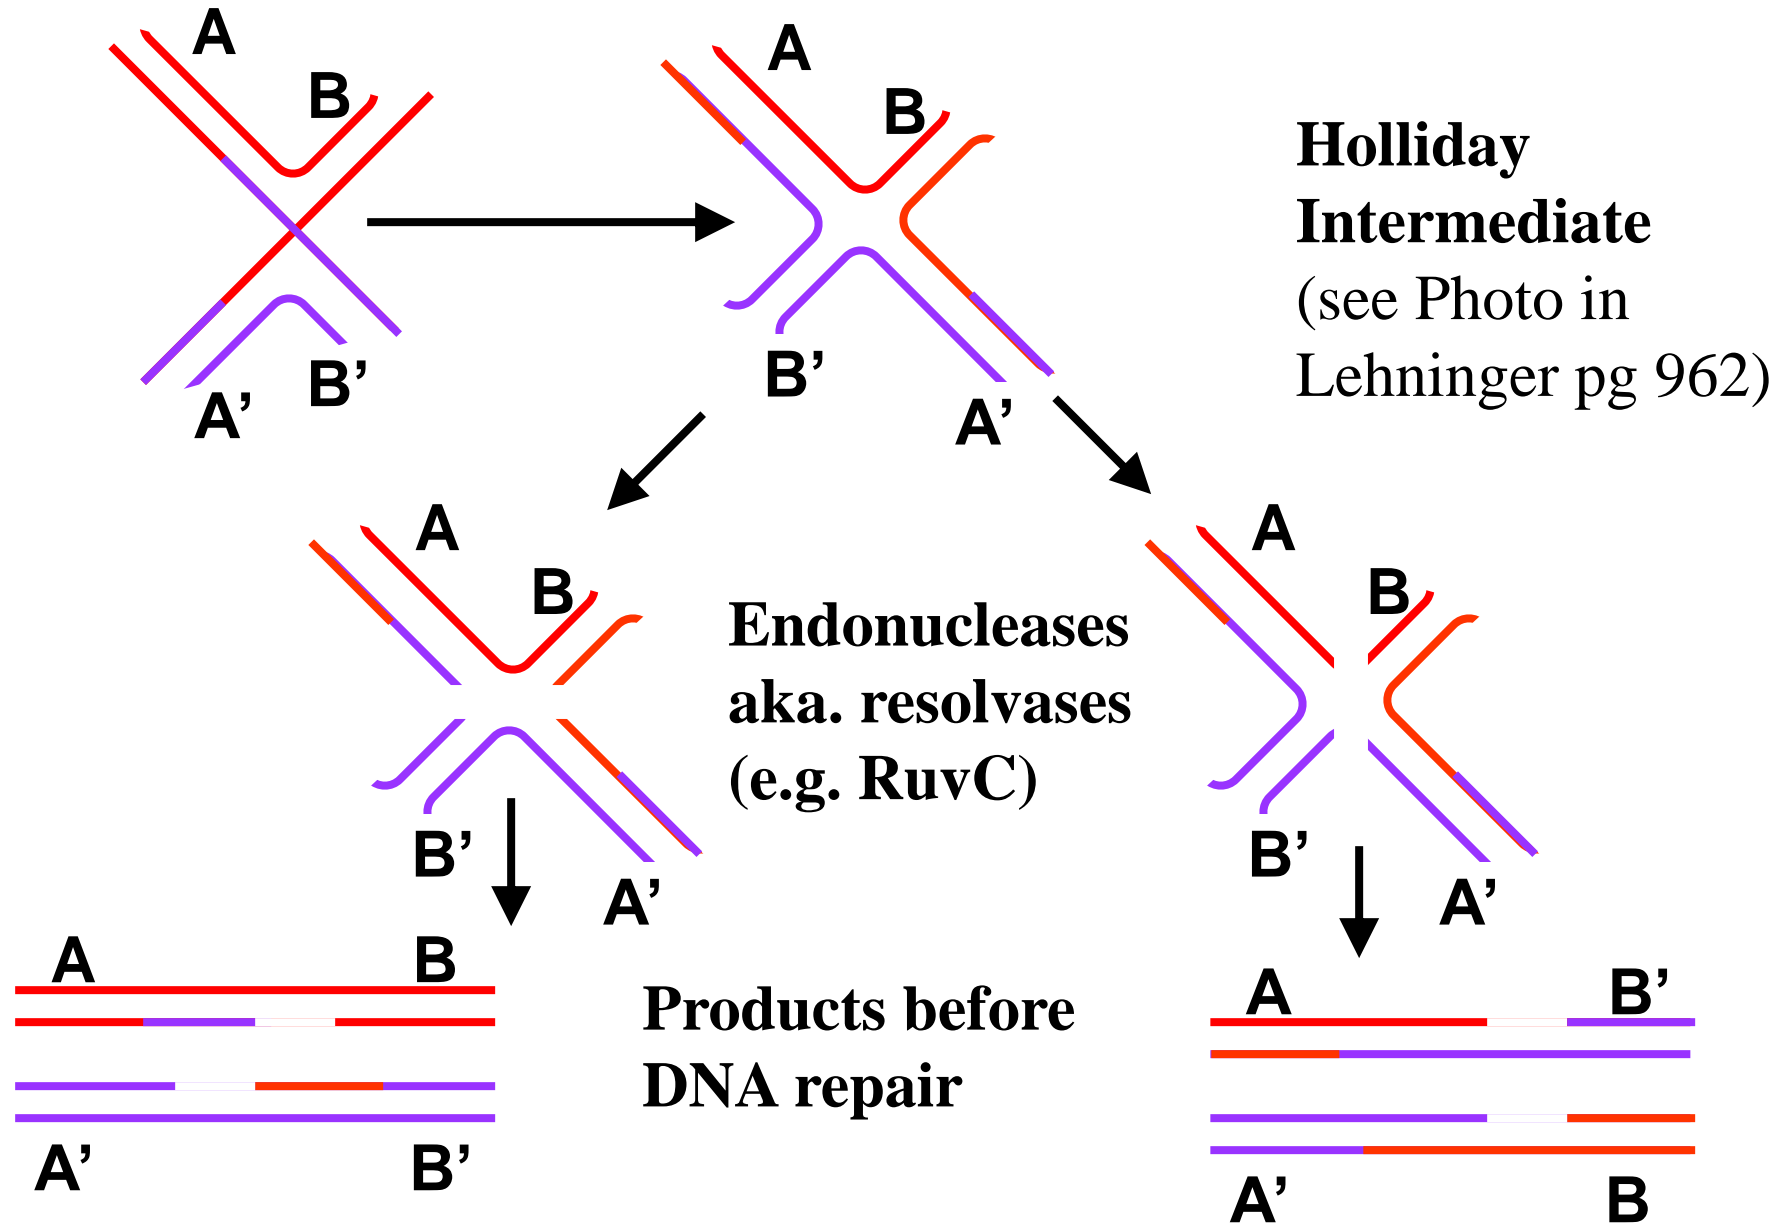 A
B
A’
B’
A
B
B’
A’
Holliday
Intermediate
(see Photo in
Lehninger pg 962)
A
B
B’
A’
Endonucleases
aka. resolvases
(e.g. RuvC)
A
B
B’
A’
A B
A’ B’
Products before
DNA repair
A B’
A’ B